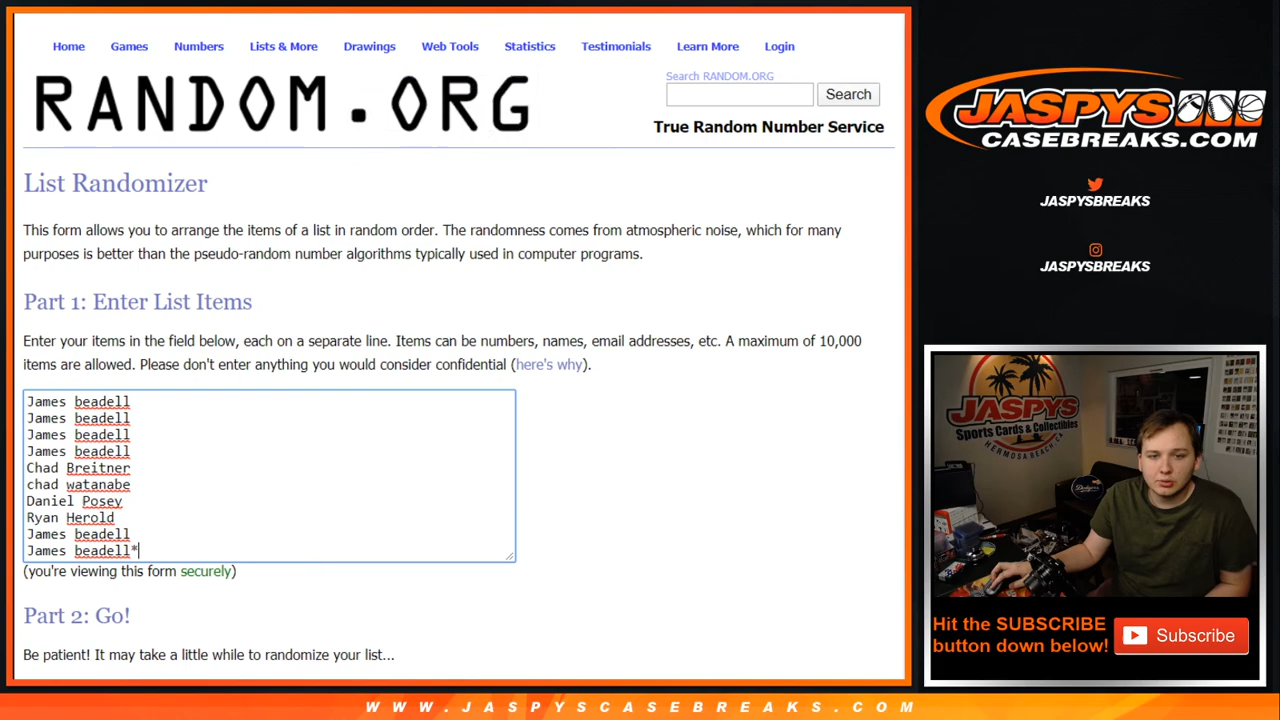 Home Games Numbers Lists & More Drawings Web Tools Statistics Testimonials Learn More Login
RANDOM.ORG
Search RANDOM.ORG
Search
True Random Number Service
List Randomizer
This form allows you to arrange the items of a list in random order. The randomness comes from atmospheric noise, which for many
purposes is better than the pseudo-random number algorithms typically used in computer programs.
Part 1: Enter List Items
Enter your items in the field below, each on a separate line. Items can be numbers, names, email addresses, etc. A maximum of 10,000
items are allowed. Please don't enter anything you would consider confidential (here's why).
James beadell
James beadell
James beadell
James beadell
Chad Breitner
chad watanabe
Daniel Posey
Ryan Herold
James beadell
James beadell*
(you're viewing this form securely)
Part 2: Go!
Be patient! It may take a little while to randomize your list...
JASPYS
CASEBREAKS.COM
JASPYSBREAKS
JASPYSBREAKS
JASPYS
Sports Cards & Collectibles
HERMOSA BEACH, CA
Dodgers
Hit the SUBSCRIBE
button down below!
Subscribe
WWW.JASPYSCASEBREAKS.COM